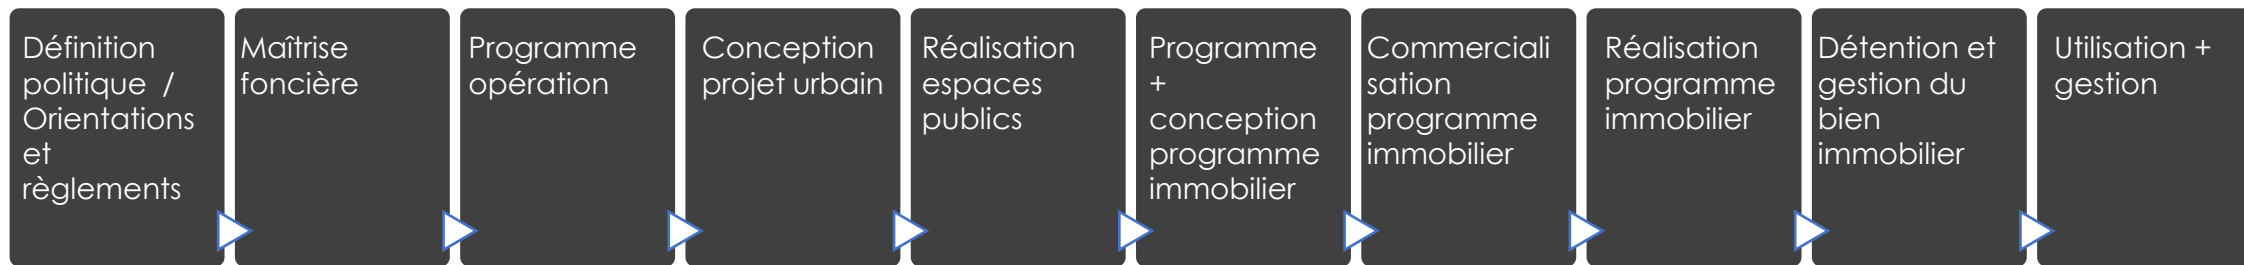 Définition
politique /
Orientations
et
règlements
Maîtrise
foncière
Programme
opération
Conception
projet urbain
Réalisation
espaces
publics
Programme
+
conception
programme
immobilier
Commerciali
sation
programme
immobilier
Réalisation
programme
immobilier
Détention et
gestion du
bien
immobilier
Utilisation +
gestion